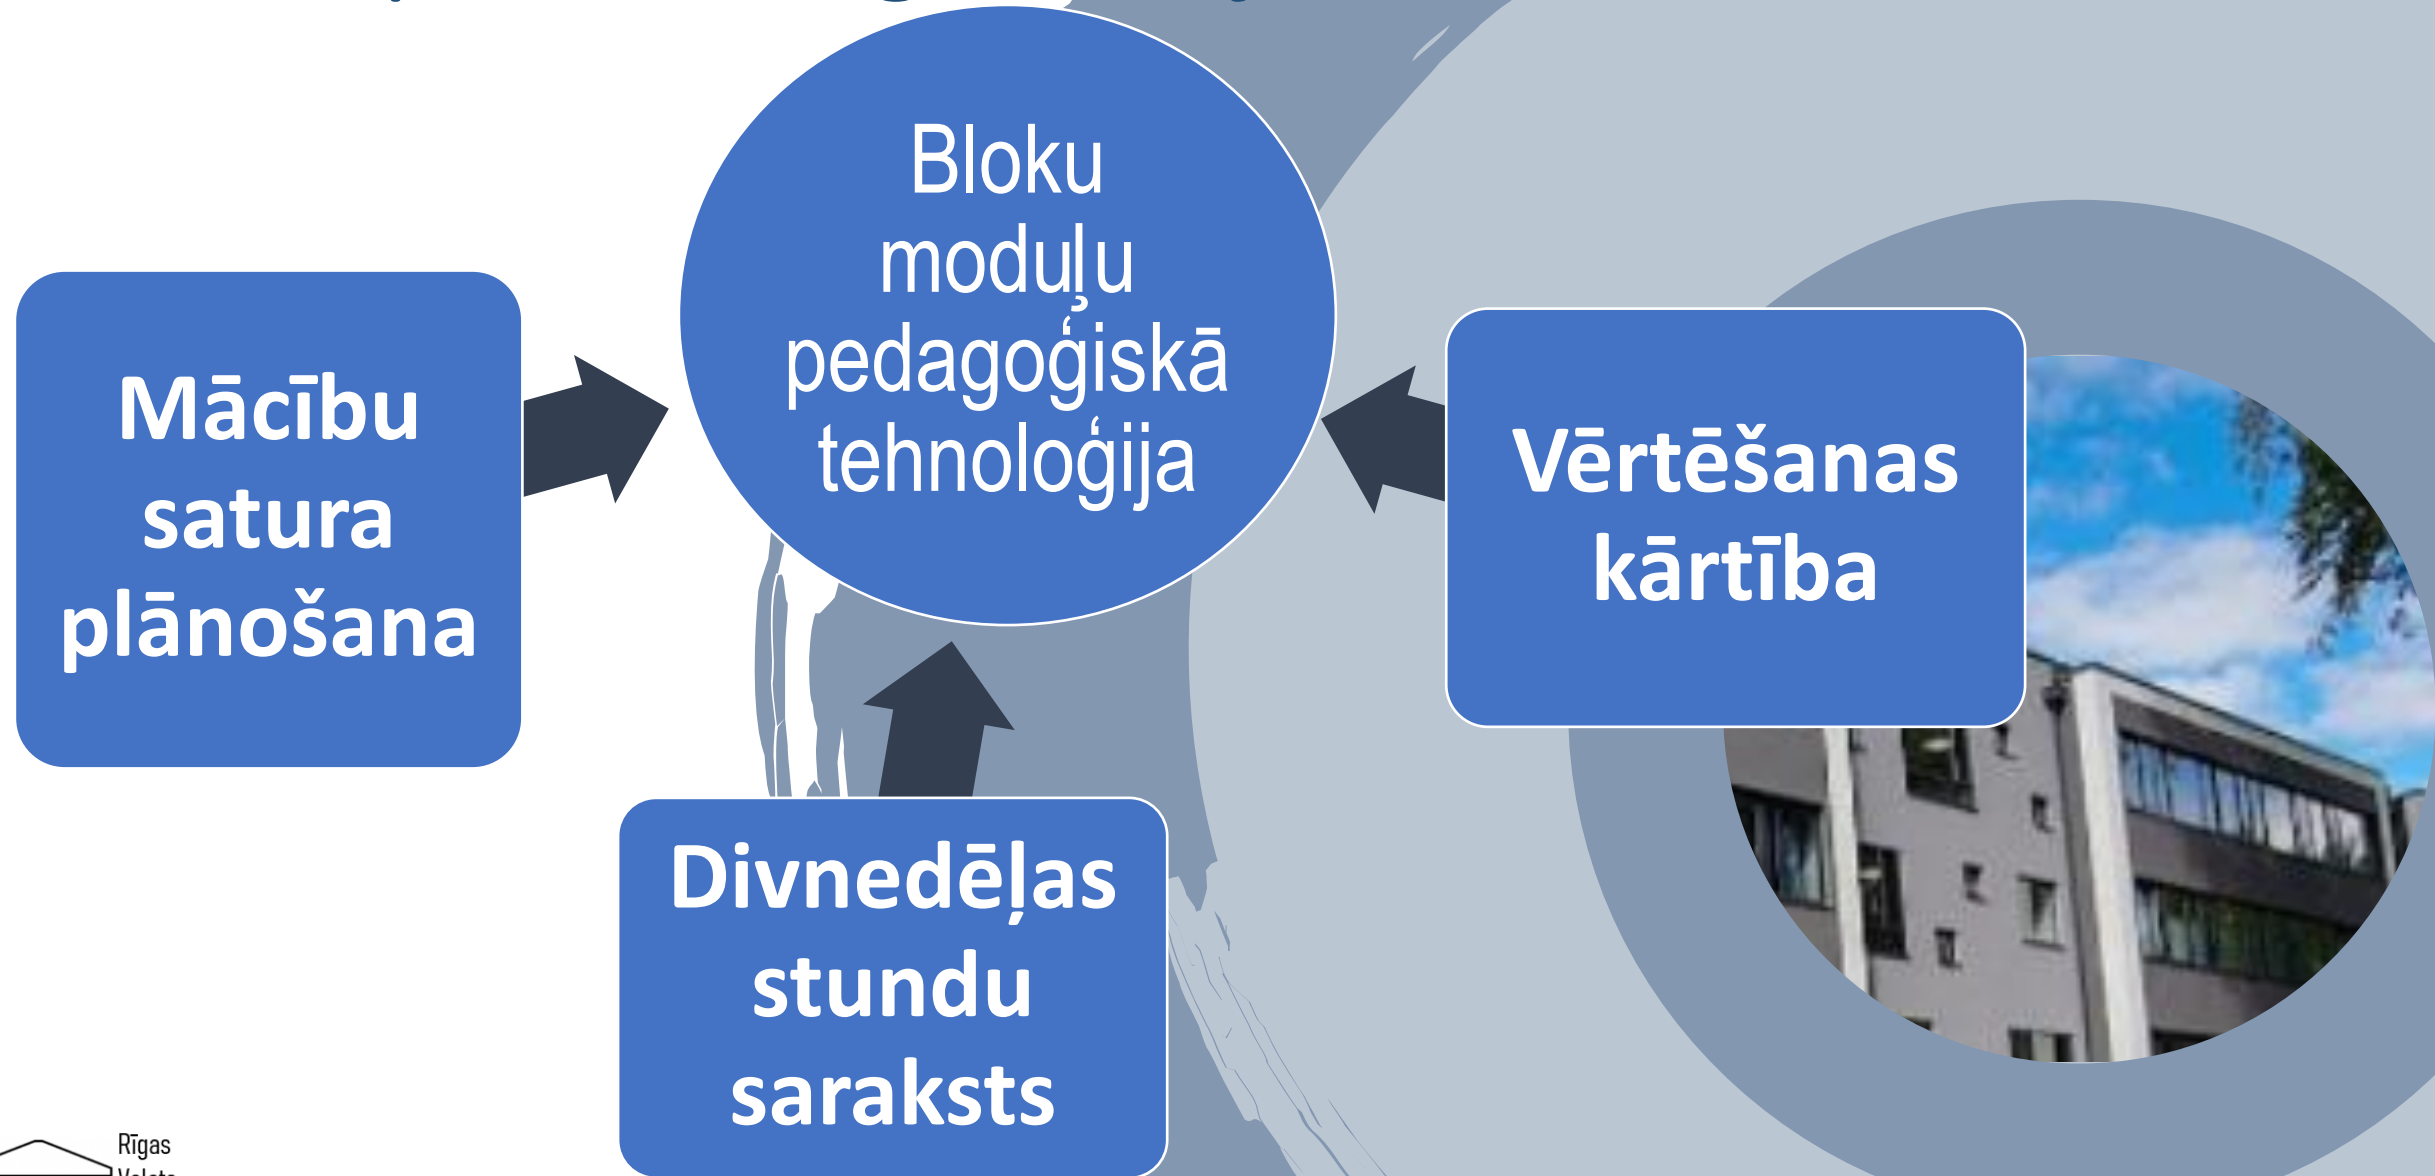 Bloku
moduļu
pedagoģiskā
tehnoloģija
Mācību
satura
plānošana
Vērtēšanas
kārtība
Divnedēļas
stundu
saraksts
Rīgas